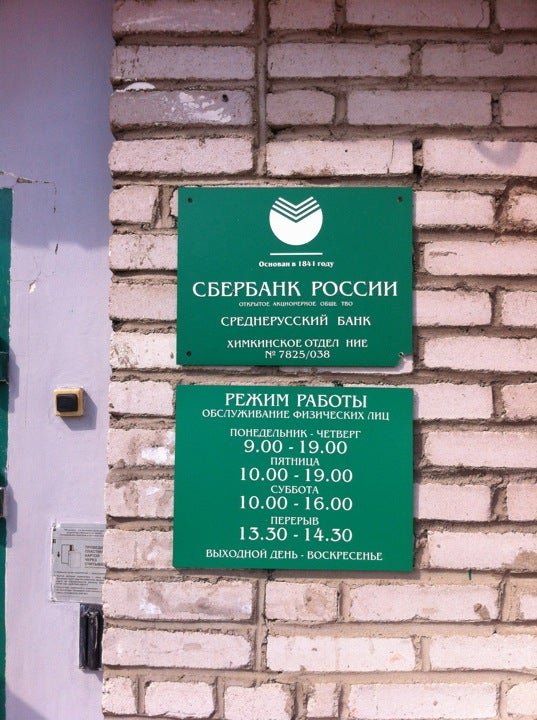 Основан в 1841 году
СБЕРБАНК РОССИИ
ОТКРЫТОЕ АКЦИОНЕРНОЕ ОБЩЕ ТВО
СРЕДНЕРУССКИЙ БАНК
ХИМКИНСКОЕ ОТДЕЛ НИЕ
№ 7825/038
РЕЖИМ РАБОТЫ
ОБСЛУЖИВАНИЕ ФИЗИЧЕСКИХ ЛИЦ
ПОНЕДЕЛЬНИК - ЧЕТВЕРГ
9.00 - 19.00
ПЯТНИЦА
10.00 - 19.00
СУББОТА
10.00 - 16.00
ПЕРЕРЫВ
13.30 - 14.30
ВЫХОДНОЙ ДЕНЬ - ВОСКРЕСЕНЬЕ
КАРТОЙ
ЧЕРЕЗ